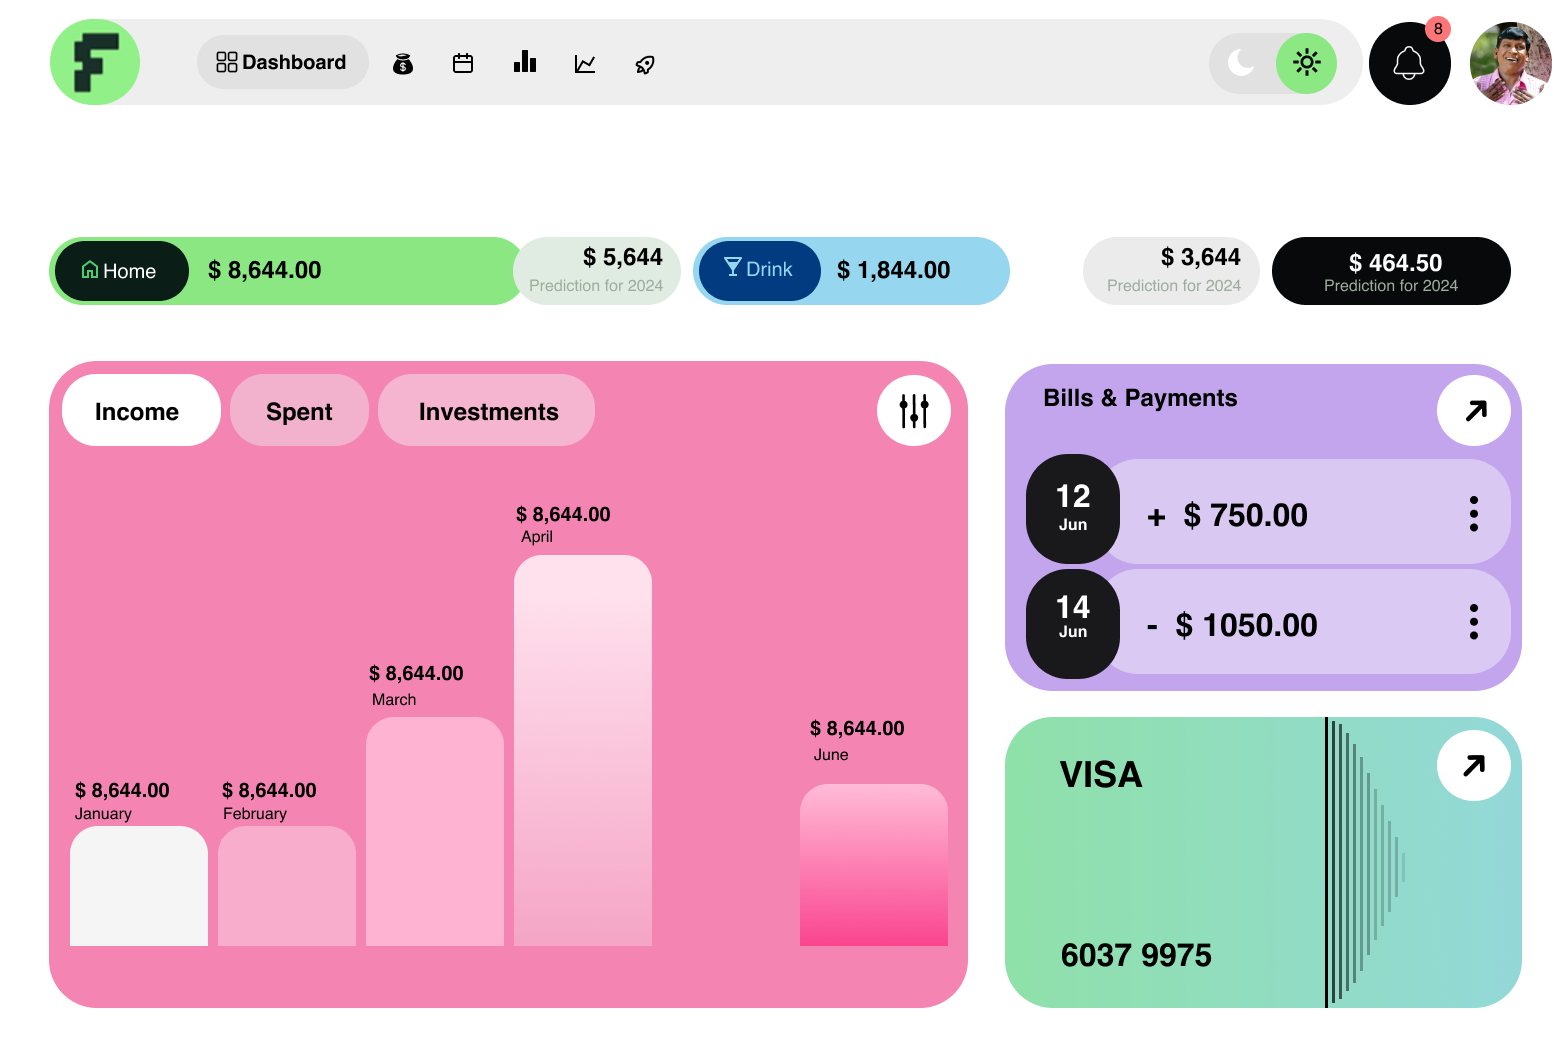 F
Dashboard
8
Home
$ 8,644.00
$ 5,644
Prediction for 2024
Drink
$ 1,844.00
$ 3,644
Prediction for 2024
$ 464.50
Prediction for 2024
Income
Spent
Investments
$ 8,644.00
January
$ 8,644.00
February
$ 8,644.00
March
$ 8,644.00
April
$ 8,644.00
June
Bills & Payments
12
Jun
+ $ 750.00
14
Jun
- $ 1050.00
VISA
6037 9975